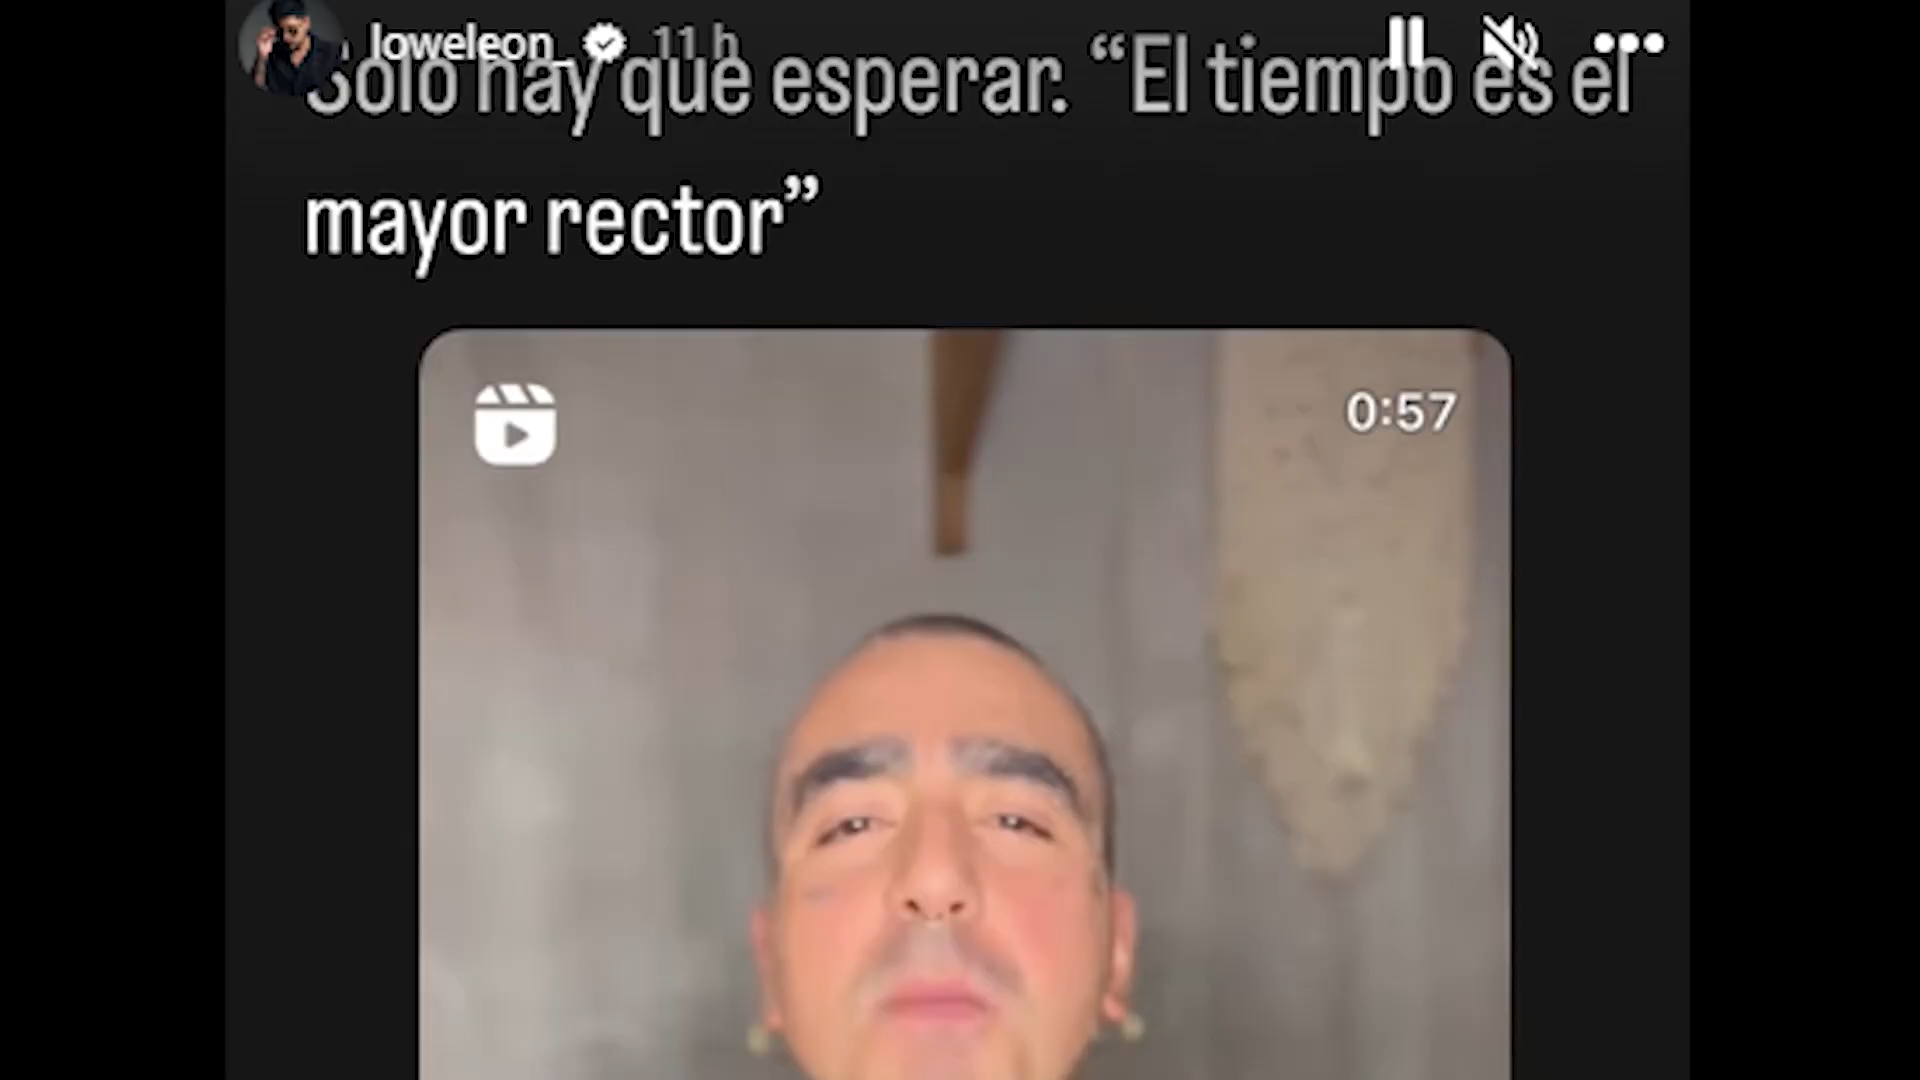 loweleon_ 11 h
Solo hay que esperar. “El tiempo es el
mayor rector”
0:57